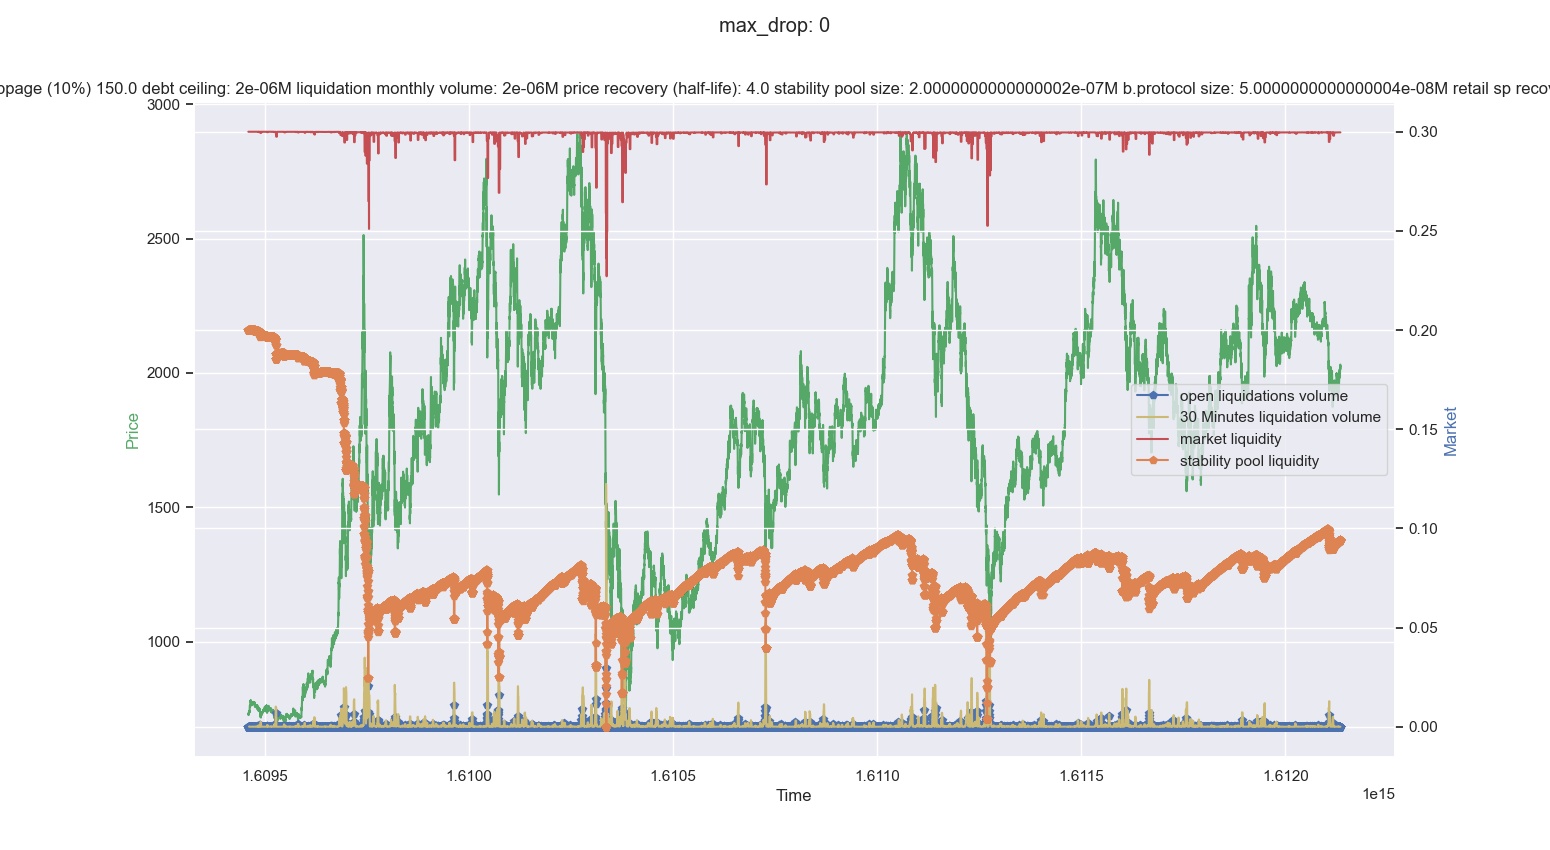 max_drop: 0
(10%) 150.0 debt ceiling: 2e-06M liquidation monthly volume: 2e-06M price recovery (half-life): 4.0 stability pool size: 2.0000000000000002e-07M b.protocol size: 5.0000000000000004e-08M retail sp
3000
2500
2000
1500
1000
Price
0.30
0.25
0.20
0.15
0.10
0.05
0.00
Market
open liquidations volume
30 Minutes liquidation volume
market liquidity
stability pool liquidity
1.6095
1.6100
1.6105
1.6110
1.6115
1.6120
1e15
Time